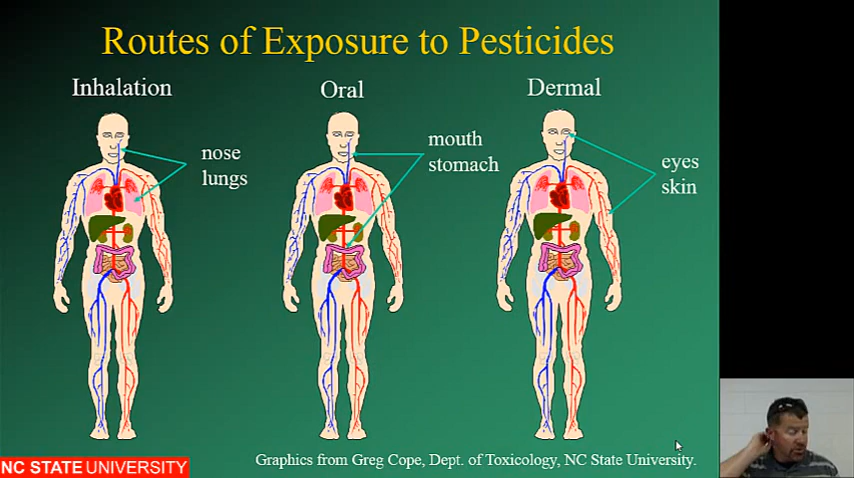 Routes of Exposure to Pesticides
Inhalation
Oral
Dermal
nose
lungs
mouth
stomach
eyes
skin
Graphics from Greg Cope, Dept. of Toxicology, NC State University.
NC STATE UNIVERSITY